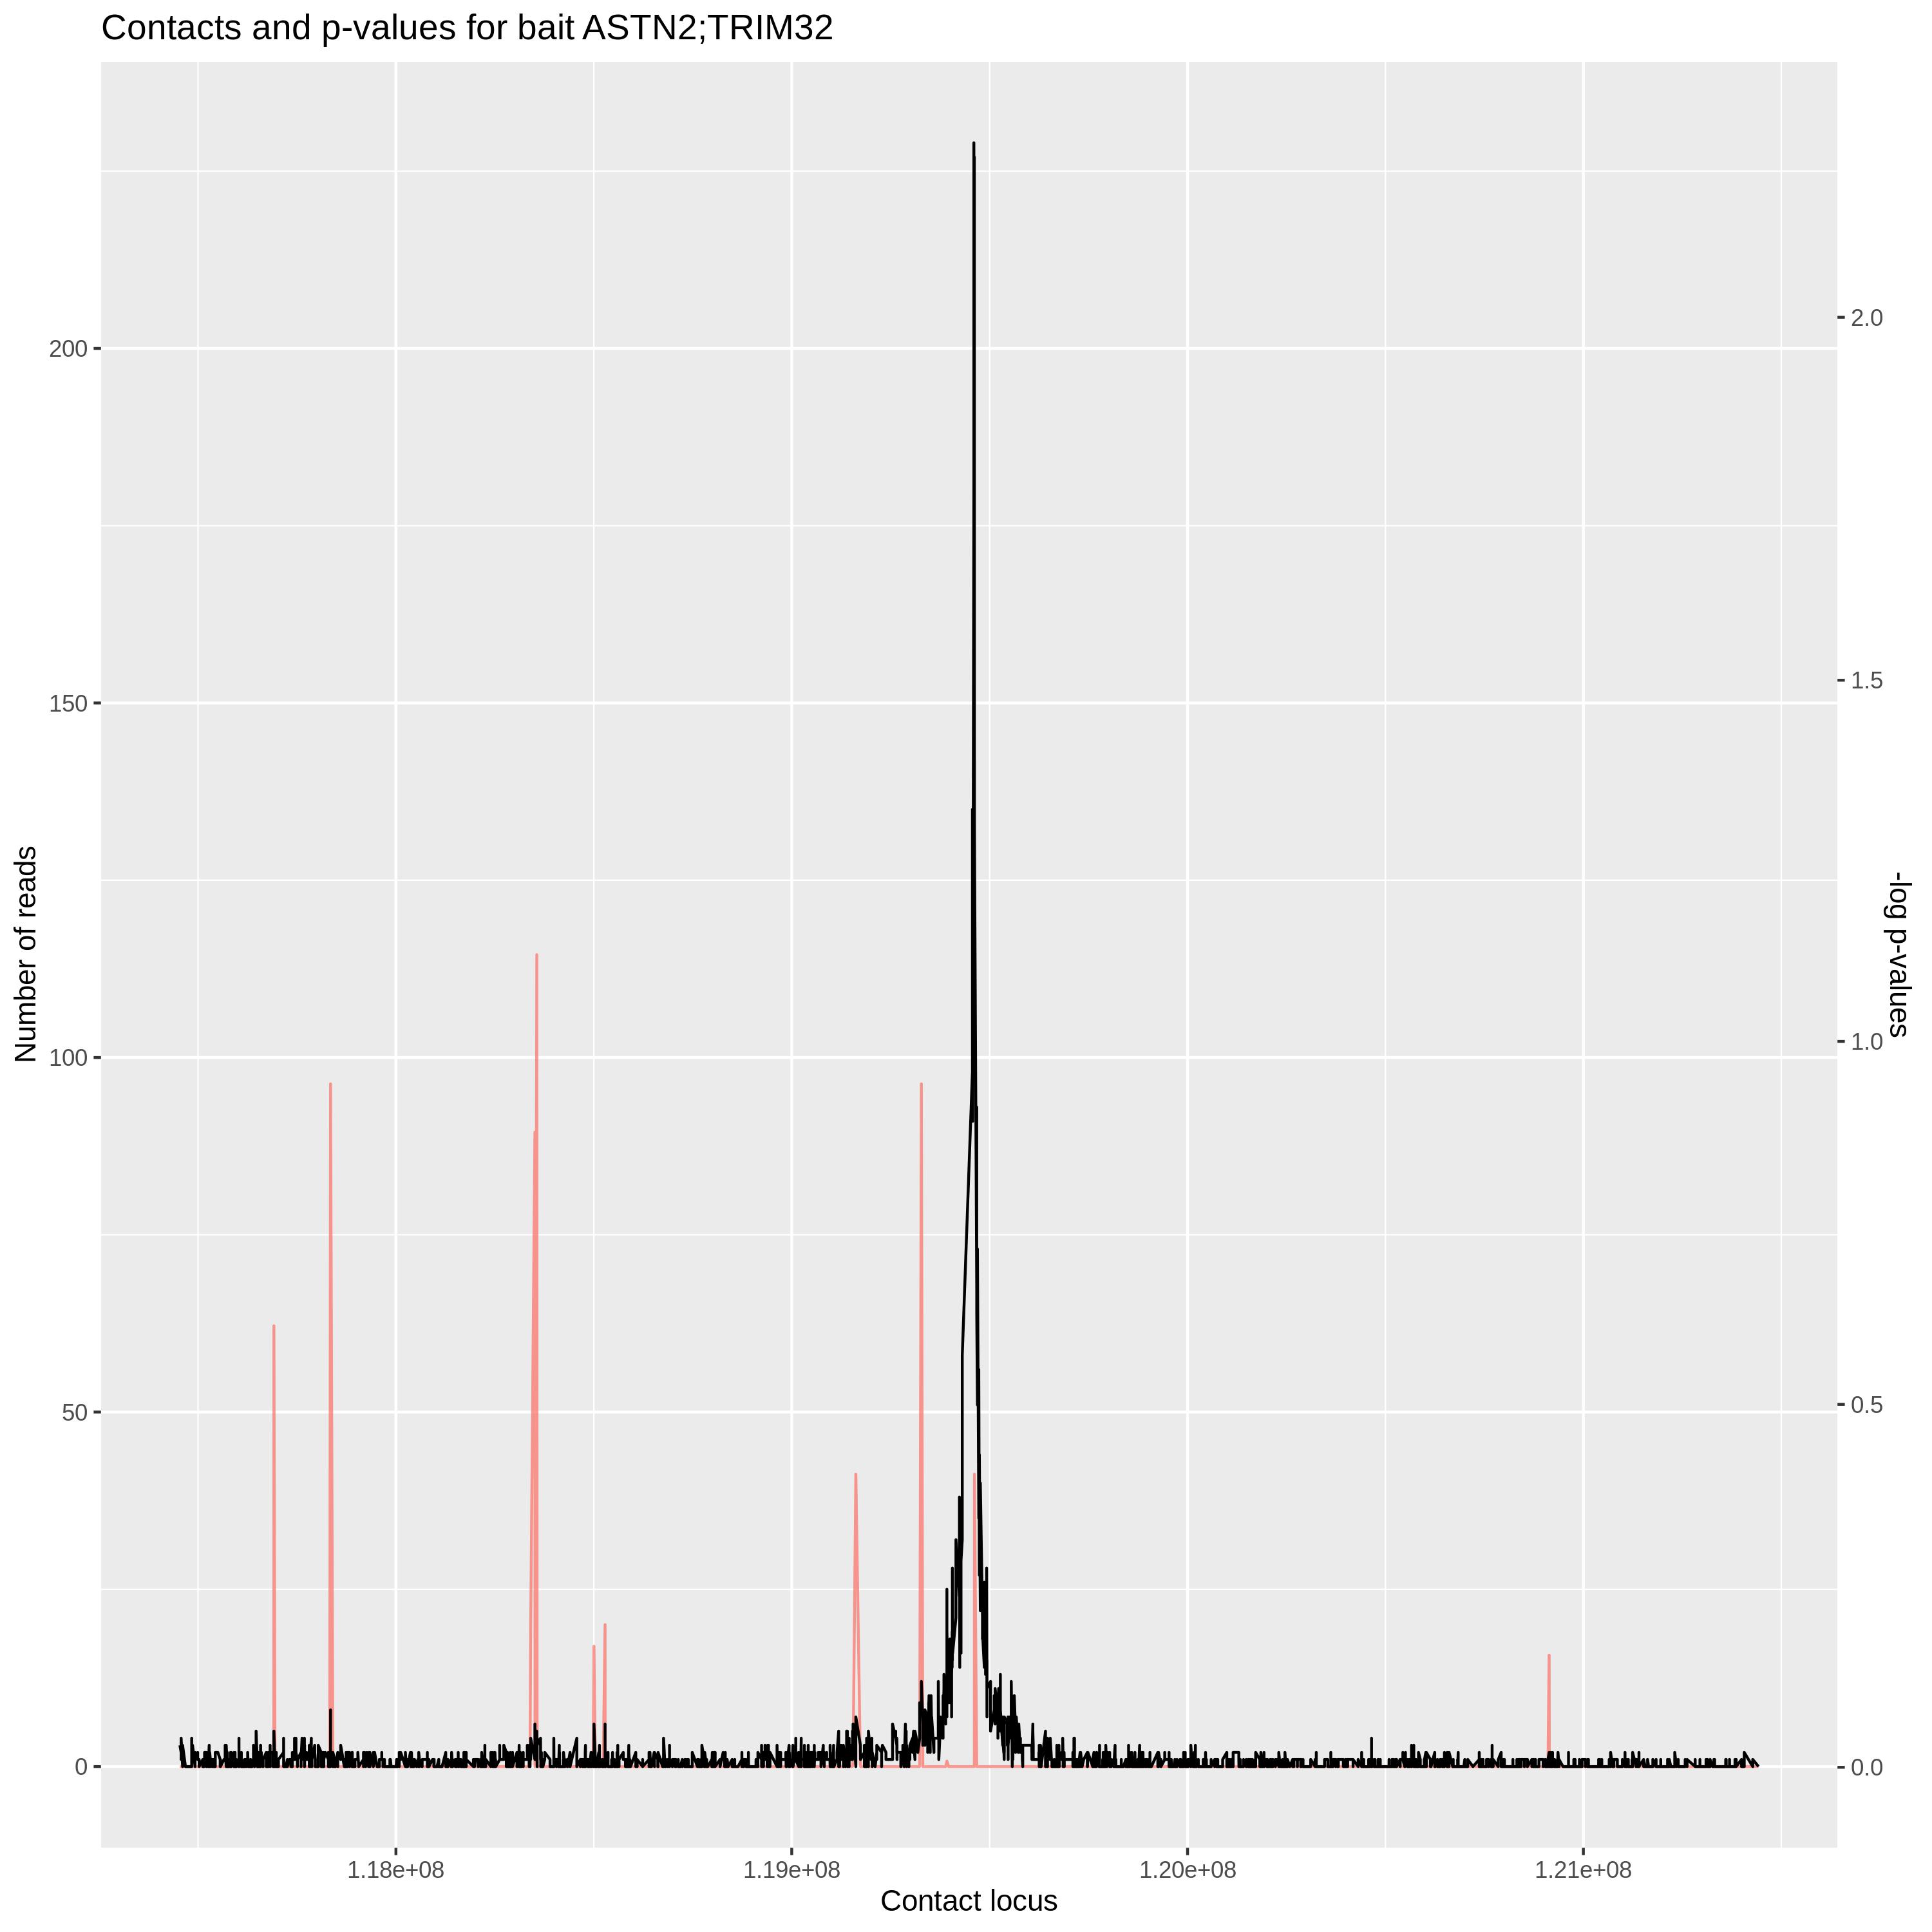 Contacts and p-values for bait ASTN2;TRIM32
Number of reads
200
150
100
50
0
2.0
1.5
1.0
0.5
0.0
-log p-values
1.18e+08
1.19e+08
1.20e+08
1.21e+08
Contact locus